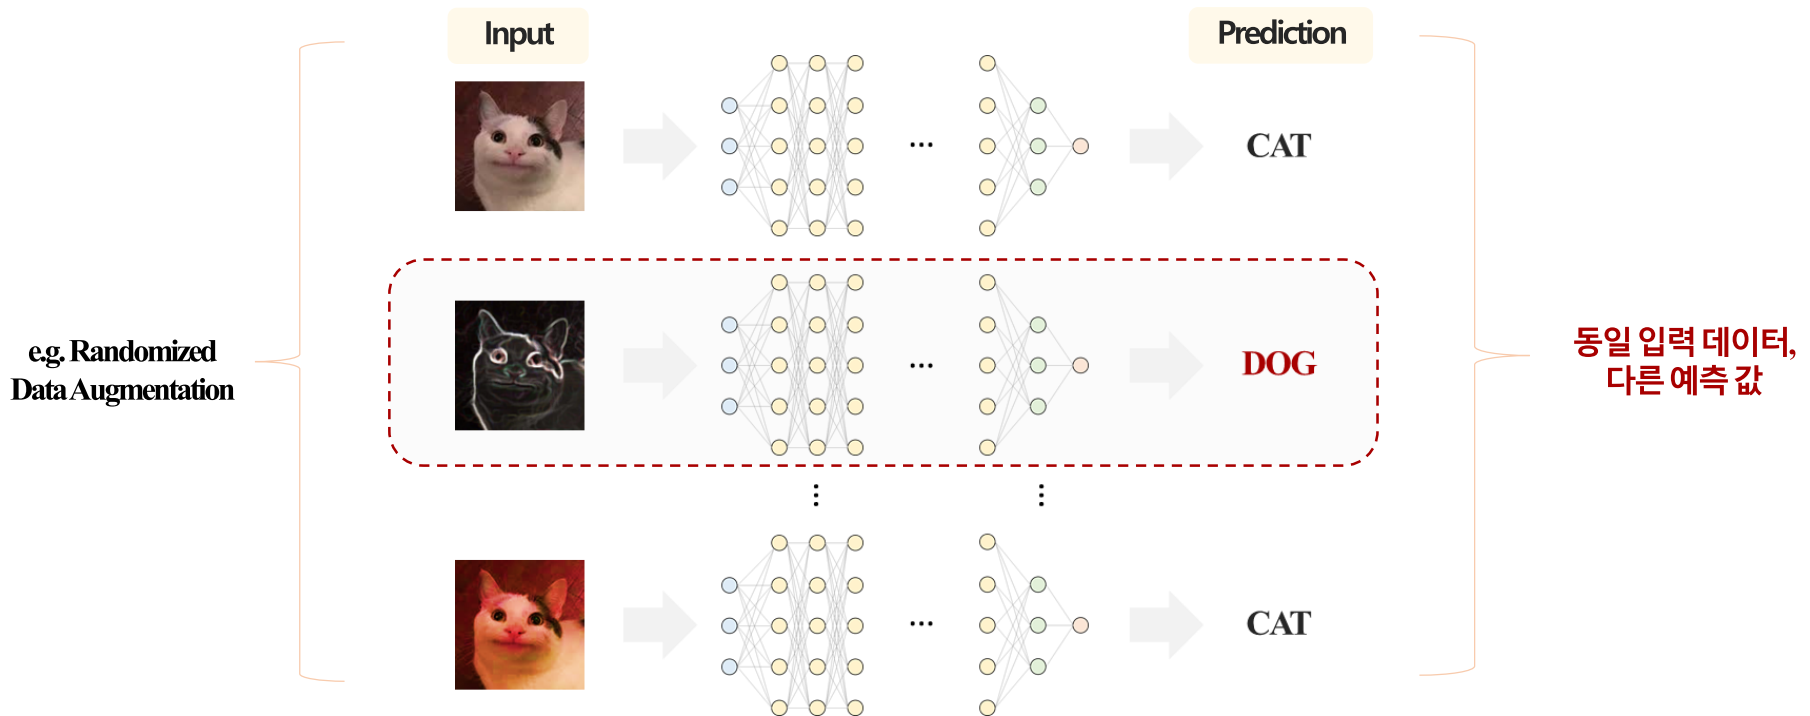 Input
Prediction
CAT
e.g. Randomized
Data Augmentation
DOG
동일 입력 데이터,
다른 예측 값
CAT